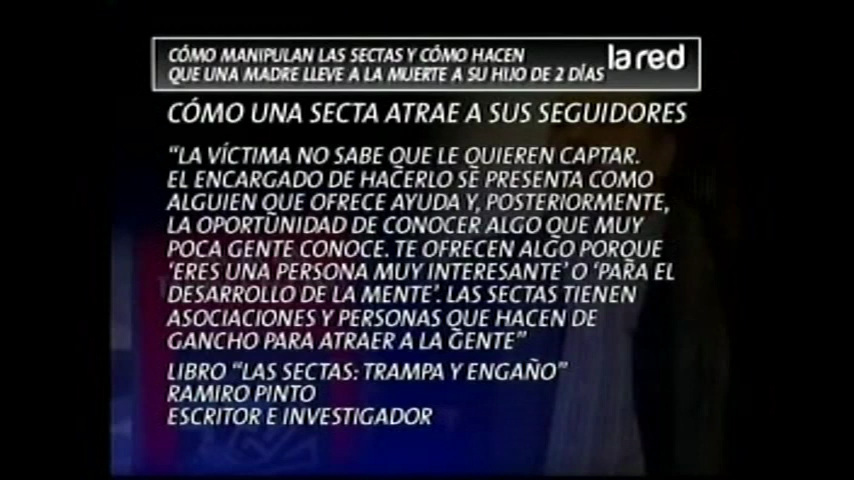 CÓMO MANIPULAN LAS SECTAS Y CÓMO HACEN
QUE UNA MADRE LLEVE A LA MUERTE A SU HIJO DE 2 DÍAS
la red
CÓMO UNA SECTA ATRAE A SUS SEGUIDORES
“LA VÍCTIMA NO SABE QUE LE QUIEREN CAPTAR.
EL ENCARGADO DE HACERLO SE PRESENTA COMO
ALGUIEN QUE OFRECE AYUDA Y, POSTERIORMENTE,
LA OPORTUNIDAD DE CONOCER ALGO QUE MUY
POCA GENTE CONOCE. TE OFRECEN ALGO PORQUE
‘ERES UNA PERSONA MUY INTERESANTE’ O ‘PARA EL
DESARROLLO DE LA MENTE’. LAS SECTAS TIENEN
ASOCIACIONES Y PERSONAS QUE HACEN DE
GANCHO PARA ATRAER A LA GENTE”
LIBRO “LAS SECTAS: TRAMPA Y ENGAÑO”
RAMIRO PINTO
ESCRITOR E INVESTIGADOR